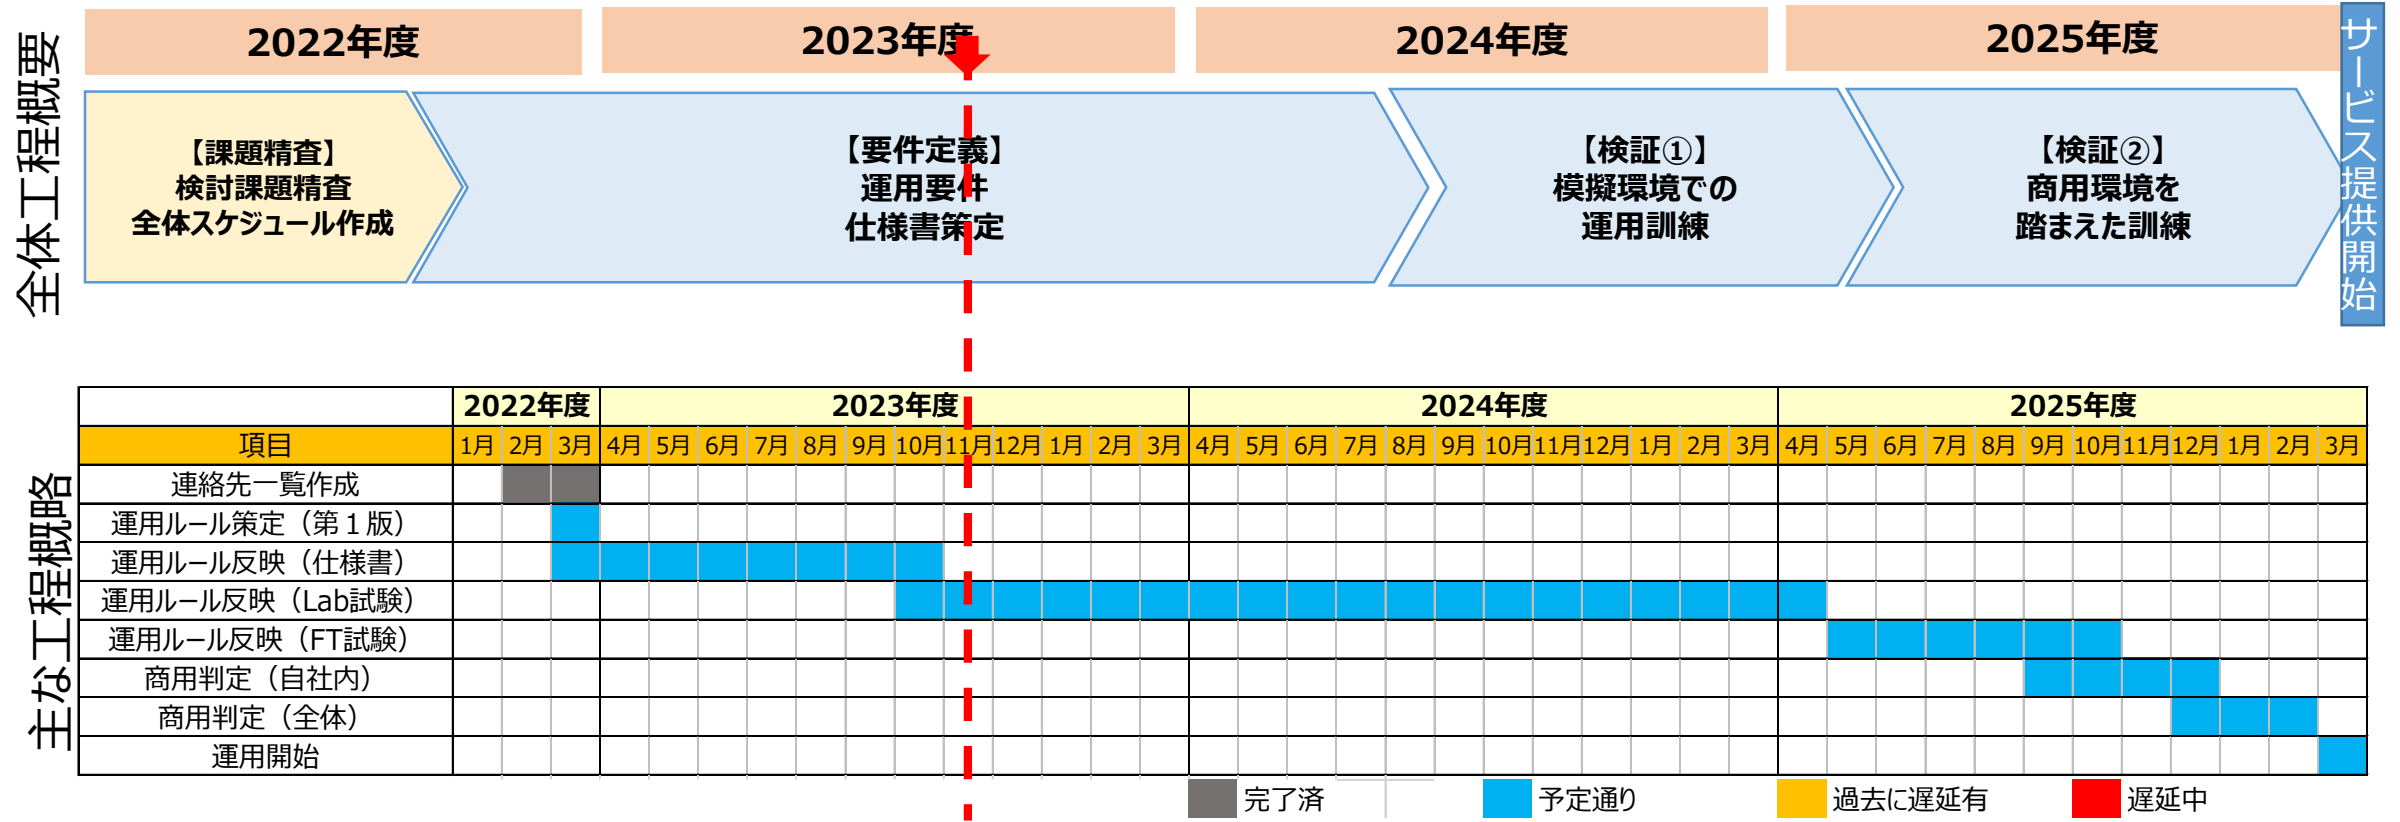 全体工程概要
2022年度
2023年度
2024年度
2025年度
サービス提供開始
【課題精査】
検討課題精査
全体スケジュール作成
【要件定義】
運用要件
仕様書策定
【検証①】
模擬環境での
運用訓練
【検証②】
商用環境を
踏まえた訓練
主な工程概略
2022年度 2023年度 2024年度 2025年度
項目 1月 2月 3月 4月 5月 6月 7月 8月 9月 10月 11月 12月 1月 2月 3月 4月 5月 6月 7月 8月 9月 10月 11月 12月 1月 2月 3月 4月 5月 6月 7月 8月 9月 10月 11月 12月 1月 2月 3月
連絡先一覧作成
運用ルール策定（第１版）
運用ルール反映（仕様書）
運用ルール反映（Lab試験）
運用ルール反映（FT試験）
商用判定（自社内）
商用判定（全体）
運用開始
完了済 予定通り 過去に遅延有 遅延中